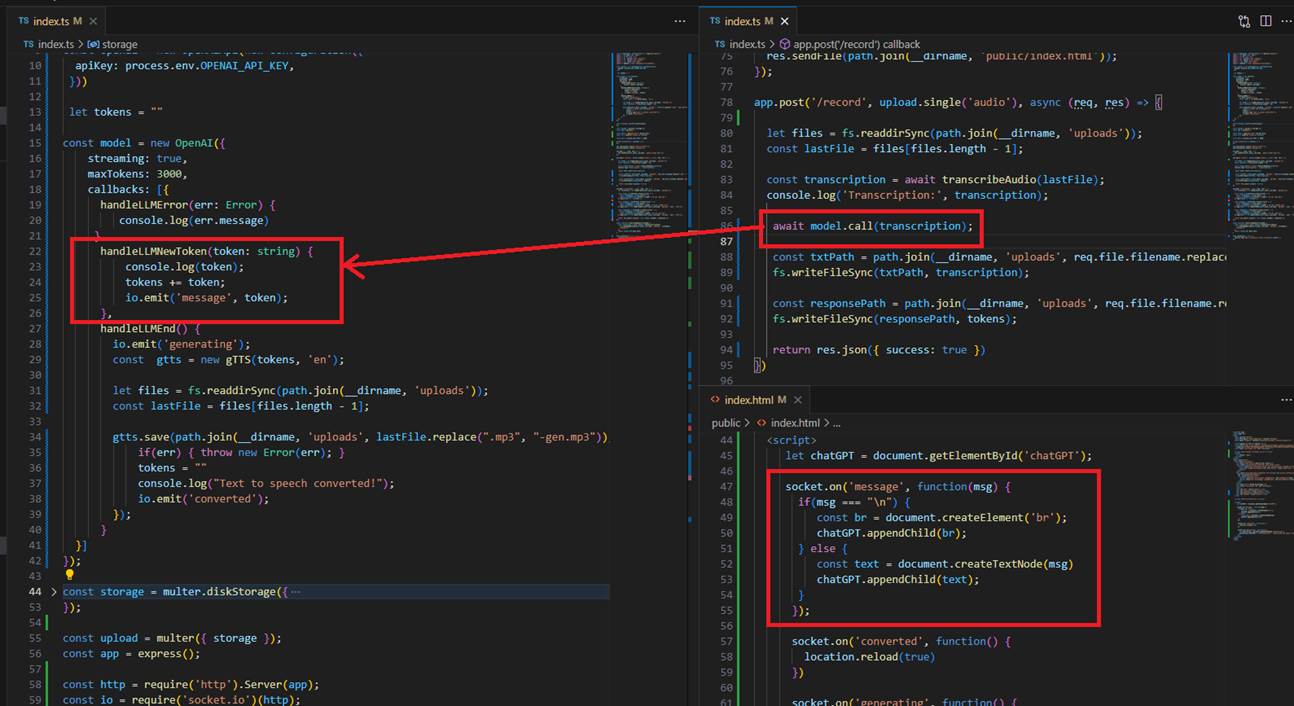 TS index.ts M ×
TS index.ts > storage
10 apiKey: process.env.OPENAI_API_KEY,
11 }))
12
13 let tokens = ""
14
15 const model = new OpenAI({
16 streaming: true,
17 maxTokens: 3000,
18 callbacks: [{
19 handleLLMError(err: Error) {
20 console.log(err.message)
21 }
22 handleLLMNewToken(token: string) {
23 console.log(token);
24 tokens += token;
25 io.emit('message', token);
26 },
27 handleLLMEnd() {
28 io.emit('generating');
29 const gtts = new gTTS(tokens, 'en');
30
31 let files = fs.readdirSync(path.join(__dirname, 'uploads'));
32 const lastFile = files[files.length - 1];
33
34 gtts.save(path.join(__dirname, 'uploads', lastFile.replace(".mp3", "-gen.mp3"))
35 if(err) { throw new Error(err); }
36 tokens = ""
37 console.log("Text to speech converted!");
38 io.emit('converted');
39 });
40 }
41 }]
42 });
43
44 > const storage = multer.diskStorage({ ⋯
53 });
54
55 const upload = multer({ storage });
56 const app = express();
57
58 const http = require('http').Server(app);
59 const io = require('socket.io')(http);
TS index.ts M ×
TS index.ts > app.post('/record') callback
75 res.sendFile(path.join(__dirname, 'public/index.html'));
76 });
77
78 app.post('/record', upload.single('audio'), async (req, res) => {
79
80 let files = fs.readdirSync(path.join(__dirname, 'uploads'));
81 const lastFile = files[files.length - 1];
82
83 const transcription = await transcribeAudio(lastFile);
84 console.log('Transcription:', transcription);
85
86 await model.call(transcription);
87
88 const txtPath = path.join(__dirname, 'uploads', req.file.filename.replace
89 fs.writeFileSync(txtPath, transcription);
90
91 const responsePath = path.join(__dirname, 'uploads', req.file.filename.re
92 fs.writeFileSync(responsePath, tokens);
93
94 return res.json({ success: true })
95 })
96
<> index.html M ×
public > <> index.html > ...
44 <script>
45 let chatGPT = document.getElementById('chatGPT');
46
47 socket.on('message', function(msg) {
48 if(msg === "\n") {
49 const br = document.createElement('br');
50 chatGPT.appendChild(br);
51 } else {
52 const text = document.createTextNode(msg)
53 chatGPT.appendChild(text);
54 }
55 });
56
57 socket.on('converted', function() {
58 location.reload(true)
59 })
60
61 socket.on('generating', function() {